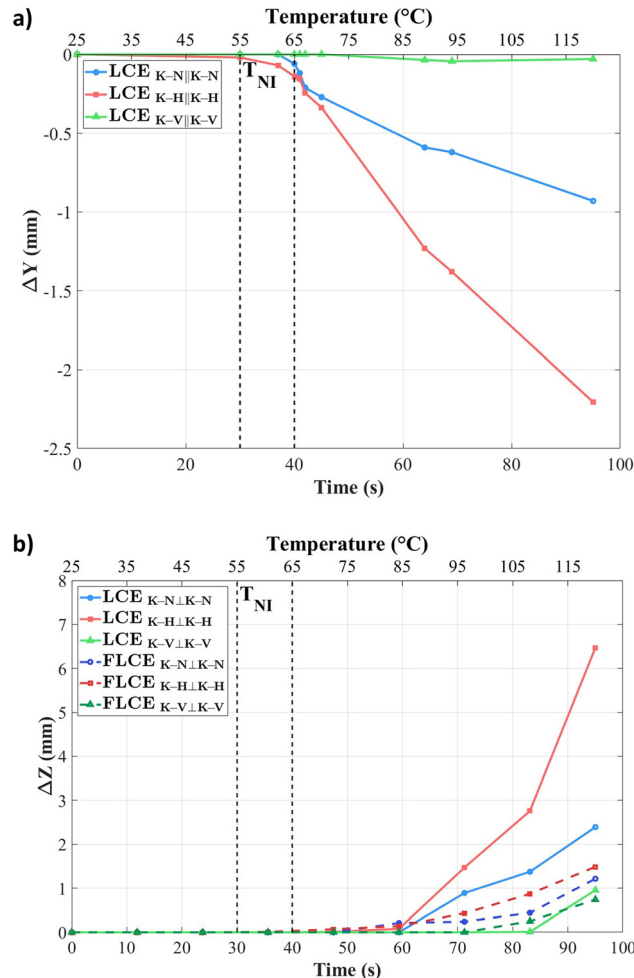 a)
Temperature (°C)
25 35 45 55 65 75 85 95 105 115
LCE K–N∥K–N
LCE K–H∥K–H
LCE K–V∥K–V
T NI
0
-0.5
-1
-1.5
-2
-2.5
ΔY (mm)
0 20 40 60 80 100
Time (s)
b)
Temperature (°C)
25 35 45 55 65 75 85 95 105 115
LCE K–N⊥K–N
LCE K–H⊥K–H
LCE K–V⊥K–V
FLCE K–N⊥K–N
FLCE K–H⊥K–H
FLCE K–V⊥K–V
T NI
8
7
6
5
4
3
2
1
0
ΔZ (mm)
0 10 20 30 40 50 60 70 80 90 100
Time (s)